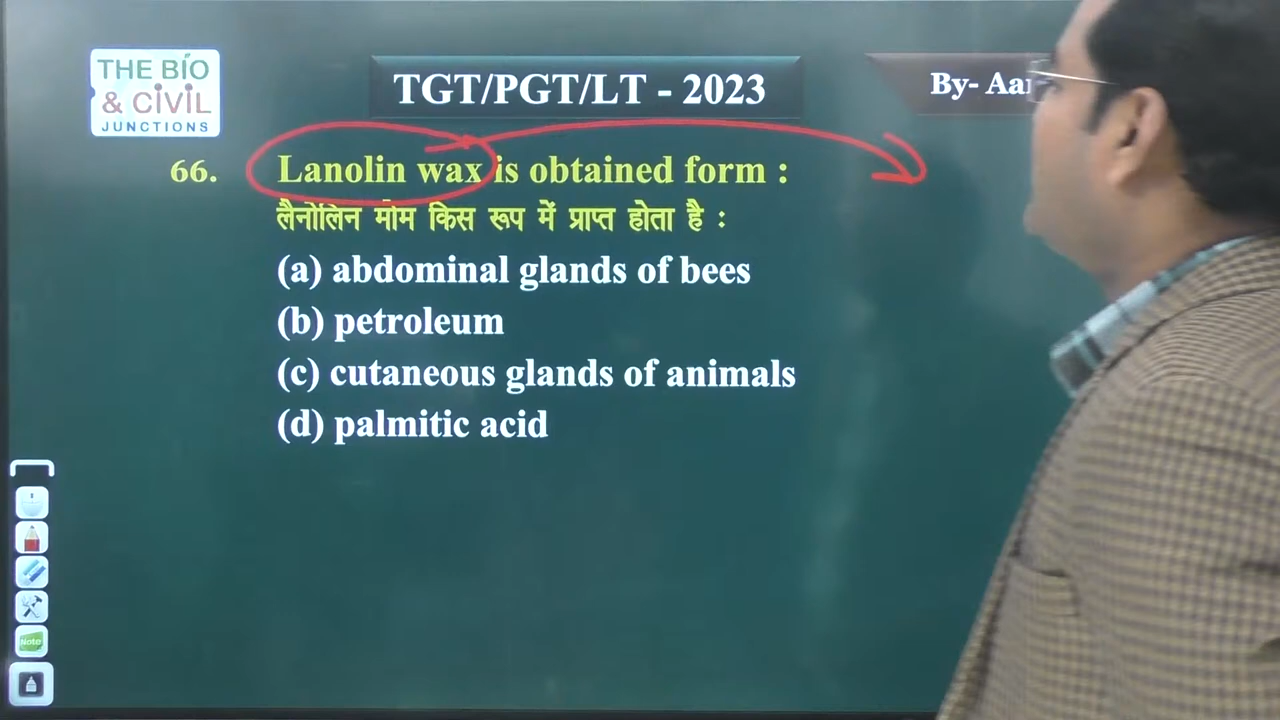 THE BIO
& CIVIL
JUNCTIONS
TGT/PGT/LT - 2023
By-
66. Lanolin wax is obtained form :
लैनोलिन मोम किस रूप में प्राप्त होता है :
(a) abdominal glands of bees
(b) petroleum
(c) cutaneous glands of animals
(d) palmitic acid
Note